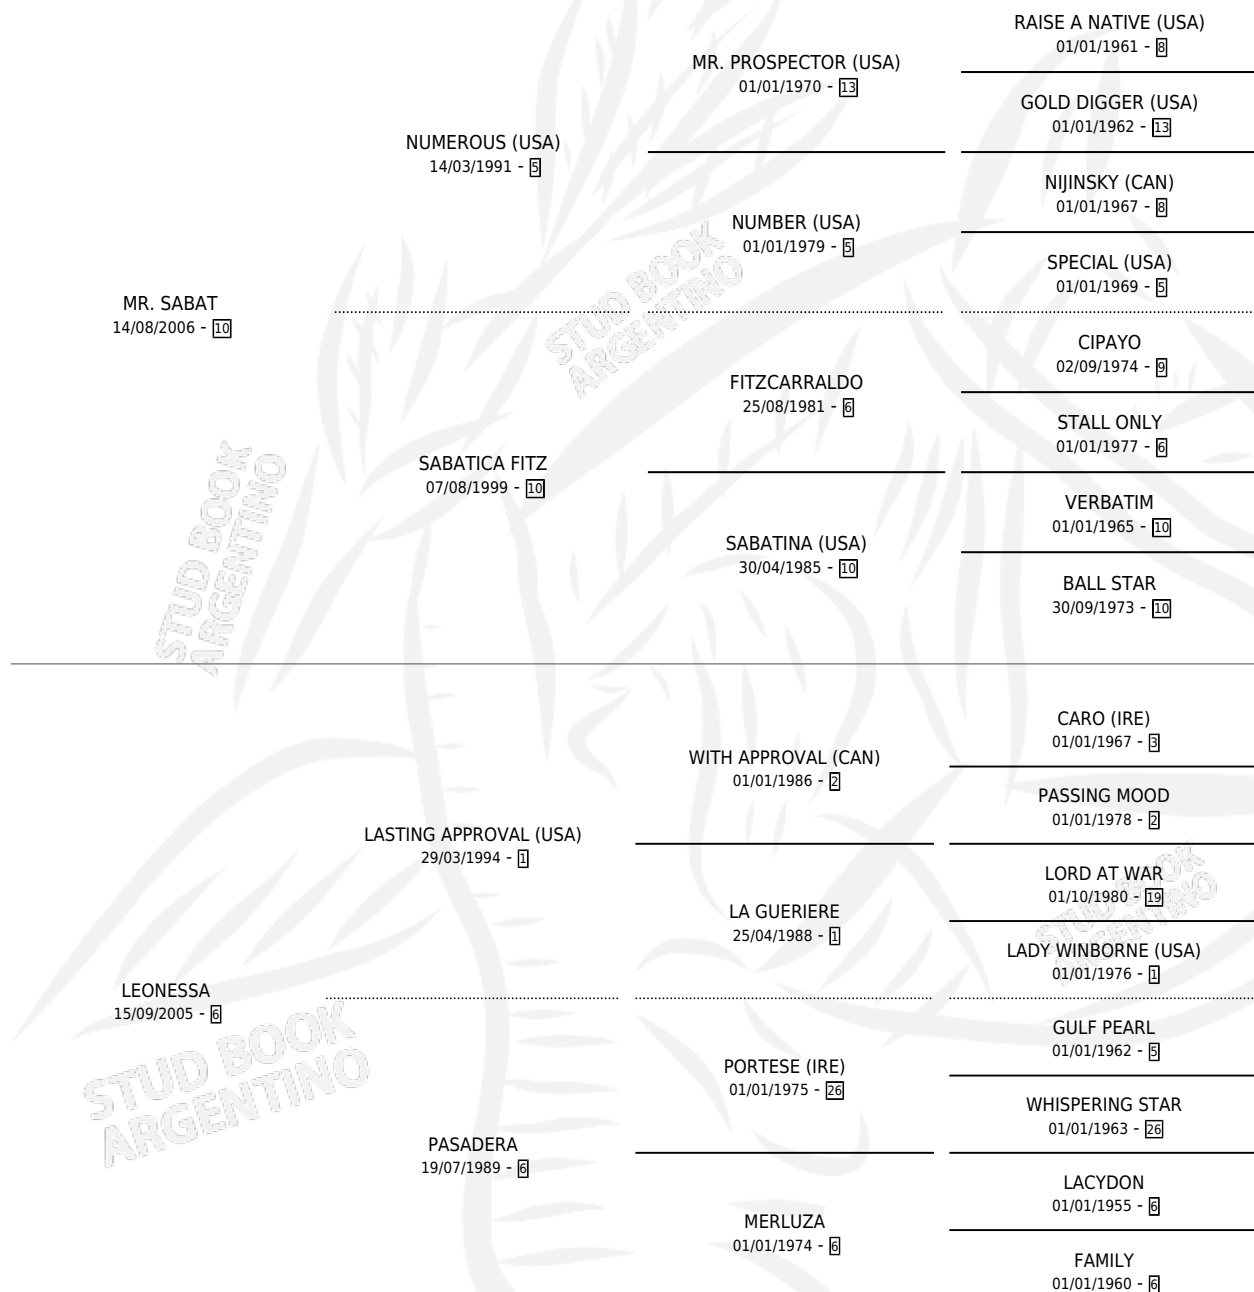 RAISE A NATIVE (USA)
01/01/1961 - 8
MR. PROSPECTOR (USA)
01/01/1970 - 13
GOLD DIGGER (USA)
01/01/1962 - 13
NUMEROUS (USA)
14/03/1991 - 5
NIJINSKY (CAN)
01/01/1967 - 8
NUMBER (USA)
01/01/1979 - 5
SPECIAL (USA)
01/01/1969 - 5
MR. SABAT
14/08/2006 - 10
CIPAYO
02/09/1974 - 9
FITZCARRALDO
25/08/1981 - 6
STALL ONLY
01/01/1977 - 6
SABATICA FITZ
07/08/1999 - 10
VERBATIM
01/01/1965 - 10
SABATINA (USA)
30/04/1985 - 10
BALL STAR
30/09/1973 - 10
STUD BOOK
ARGENTINO
STUD BOOK
ARGENTINO
CARO (IRE)
01/01/1967 - 3
WITH APPROVAL (CAN)
01/01/1986 - 2
PASSING MOOD
01/01/1978 - 2
LASTING APPROVAL (USA)
29/03/1994 - 1
LORD AT WAR
01/10/1980 - 19
LA GUERIERE
25/04/1988 - 1
LADY WINBORNE (USA)
01/01/1976 - 1
LEONESSA
15/09/2005 - 6
GULF PEARL
01/01/1962 - 5
PORTESE (IRE)
01/01/1975 - 26
WHISPERING STAR
01/01/1963 - 26
PASADERA
19/07/1989 - 6
LACYDON
01/01/1955 - 6
MERLUZA
01/01/1974 - 6
FAMILY
01/01/1960 - 6
STUD BOOK
ARGENTINO
STUD BOOK
ARGENTINO